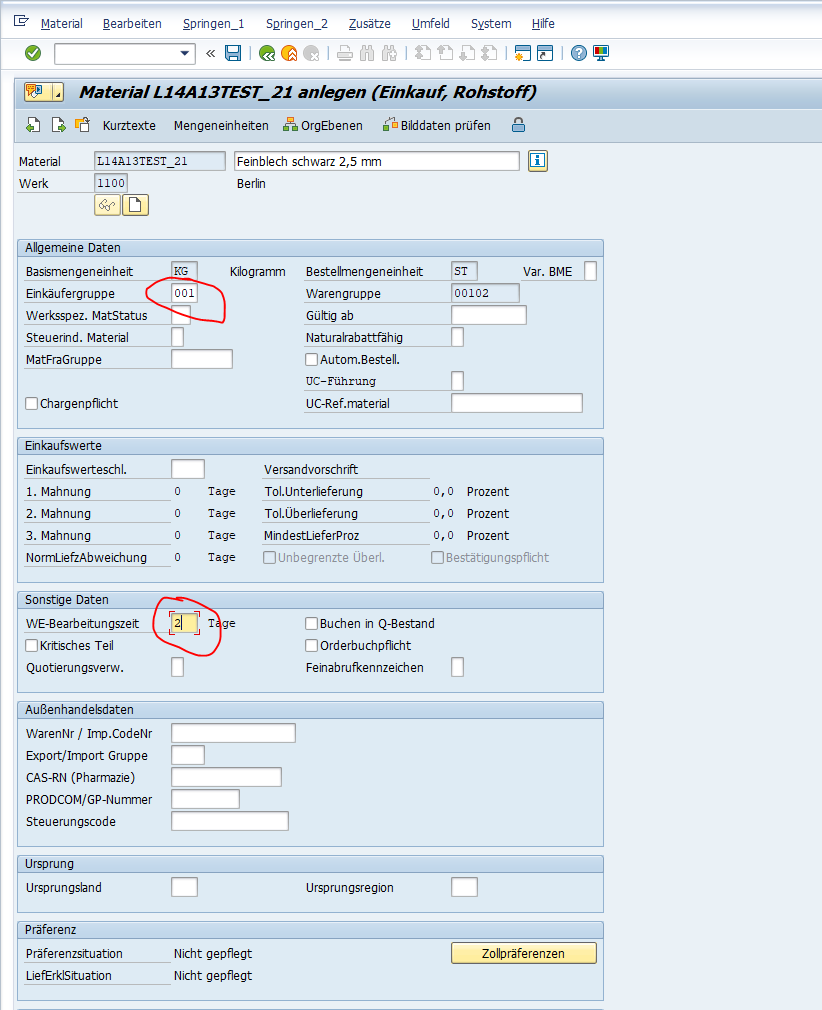 Material Bearbeiten Springen_1 Springen_2 Zusätze Umfeld System Hilfe
Material L14A13TEST_21 anlegen (Einkauf, Rohstoff)
Kurztexte Mengeneinheiten OrgEbenen Bilddaten prüfen
Material L14A13TEST_21 Feinblech schwarz 2,5 mm
Werk 1100 Berlin
Allgemeine Daten
Basismengeneinheit KG Kilogramm Bestellmengeneinheit ST Var. BME
Einkäufergruppe 001 Warengruppe 00102
Werksspez. MatStatus Gültig ab
Steuerind. Material Naturalrabattfähig
MatFraGruppe Autom.Bestell.
UC-Führung
Chargenpflicht UC-Ref.material
Einkaufswerte
Einkaufswerteschl. Versandvorschrift
1. Mahnung 0 Tage Tol.Unterlieferung 0,0 Prozent
2. Mahnung 0 Tage Tol.Überlieferung 0,0 Prozent
3. Mahnung 0 Tage MindestLieferProz 0,0 Prozent
NormLiefzAbweichung 0 Tage Unbegrenzte Überl. Bestätigungspflicht
Sonstige Daten
WE-Bearbeitungszeit 2 Tage Buchen in Q-Bestand
Kritisches Teil Orderbuchpflicht
Quotierungsverw. Feinabrufkennzeichen
Außenhandelsdaten
WarenNr / Imp.CodeNr
Export/Import Gruppe
CAS-RN (Pharmazie)
PRODCOM/GP-Nummer
Steuerungscode
Ursprung
Ursprungsland Ursprungsregion
Präferenz
Präferenzsituation Nicht gepflegt Zollpräferenzen
LiefErklSituation Nicht gepflegt